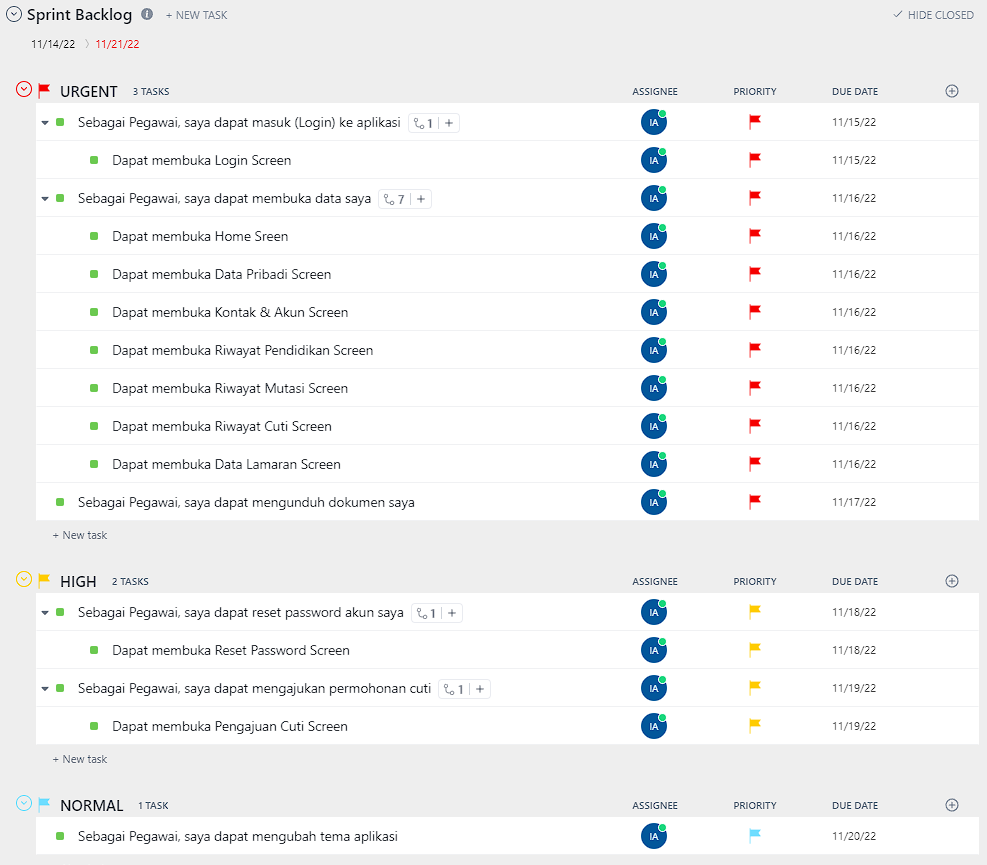 Sprint Backlog + NEW TASK HIDE CLOSED
11/14/22 11/21/22
URGENT 3 TASKS ASSIGNEE PRIORITY DUE DATE
Sebagai Pegawai, saya dapat masuk (Login) ke aplikasi 1 + IA 11/15/22
Dapat membuka Login Screen IA 11/15/22
Sebagai Pegawai, saya dapat membuka data saya 7 + IA 11/16/22
Dapat membuka Home Sreen IA 11/16/22
Dapat membuka Data Pribadi Screen IA 11/16/22
Dapat membuka Kontak & Akun Screen IA 11/16/22
Dapat membuka Riwayat Pendidikan Screen IA 11/16/22
Dapat membuka Riwayat Mutasi Screen IA 11/16/22
Dapat membuka Riwayat Cuti Screen IA 11/16/22
Dapat membuka Data Lamaran Screen IA 11/16/22
Sebagai Pegawai, saya dapat mengunduh dokumen saya IA 11/17/22
+ New task
HIGH 2 TASKS ASSIGNEE PRIORITY DUE DATE
Sebagai Pegawai, saya dapat reset password akun saya 1 + IA 11/18/22
Dapat membuka Reset Password Screen IA 11/18/22
Sebagai Pegawai, saya dapat mengajukan permohonan cuti 1 + IA 11/19/22
Dapat membuka Pengajuan Cuti Screen IA 11/19/22
+ New task
NORMAL 1 TASK ASSIGNEE PRIORITY DUE DATE
Sebagai Pegawai, saya dapat mengubah tema aplikasi IA 11/20/22